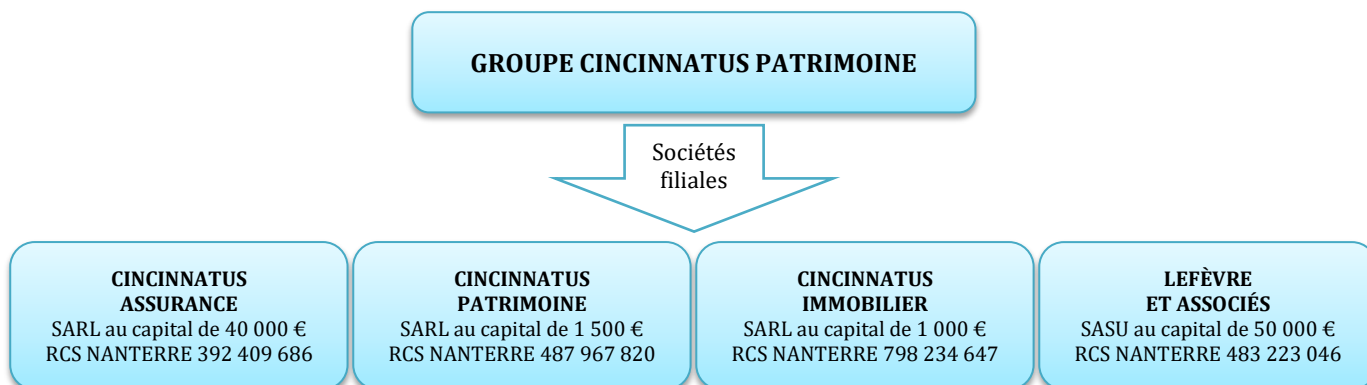 GROUPE CINCINNATUS PATRIMOINE
Sociétés
filiales
CINCINNATUS
ASSURANCE
SARL au capital de 40 000 €
RCS NANTERRE 392 409 686
CINCINNATUS
PATRIMOINE
SARL au capital de 1 500 €
RCS NANTERRE 487 967 820
CINCINNATUS
IMMOBILIER
SARL au capital de 1 000 €
RCS NANTERRE 798 234 647
LEFÈVRE
ET ASSOCIÉS
SASU au capital de 50 000 €
RCS NANTERRE 483 223 046